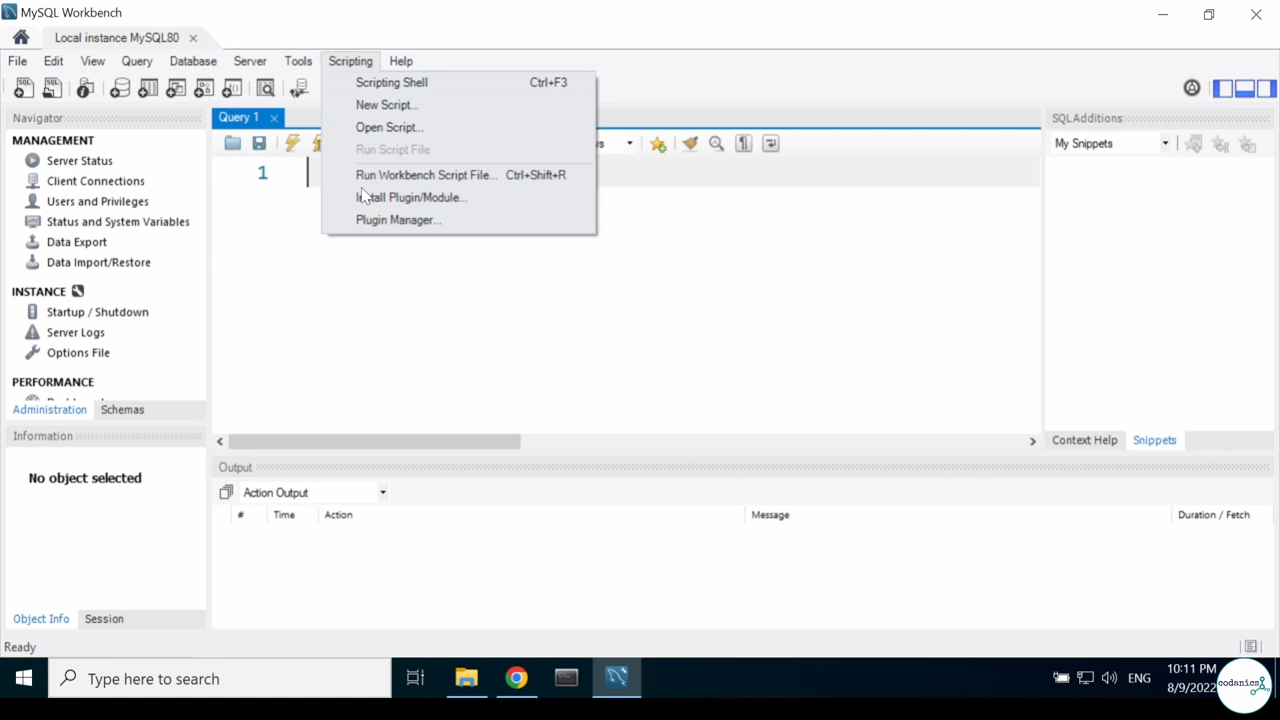 MySQL Workbench
Local instance MySQL80
File Edit View Query Database Server Tools Scripting Help
Scripting Shell Ctrl+F3
New Script...
Open Script...
Run Script File
Run Workbench Script File... Ctrl+Shift+R
Install Plugin/Module...
Plugin Manager...
Navigator
MANAGEMENT
Server Status
Client Connections
Users and Privileges
Status and System Variables
Data Export
Data Import/Restore
INSTANCE
Startup / Shutdown
Server Logs
Options File
PERFORMANCE
Administration Schemas
Information
No object selected
Object Info Session
Query 1
1
SQLAdditions
My Snippets
Context Help Snippets
Output
Action Output
# Time Action Message Duration / Fetch
Ready
Type here to search
ENG
10:11 PM
8/9/2022
codanics